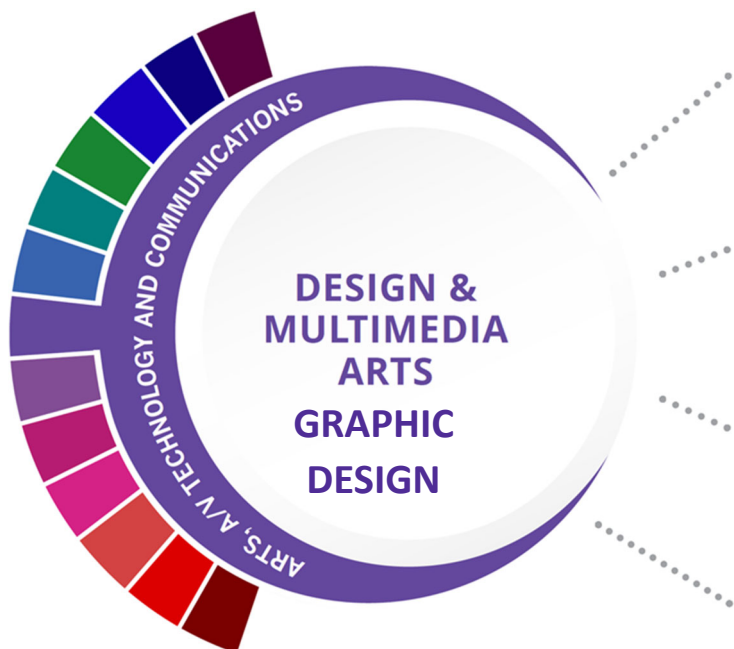 ARTS, A/V TECHNOLOGY AND COMMUNICATIONS
DESIGN &
MULTIMEDIA
ARTS
GRAPHIC
DESIGN